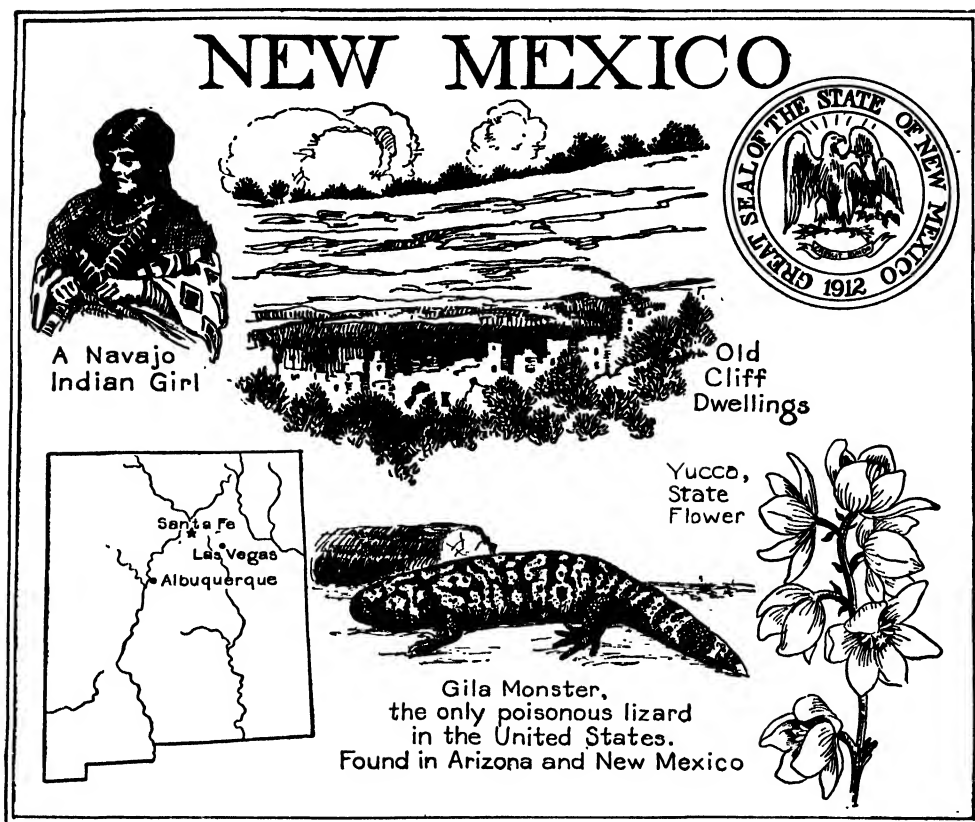 NEW MEXICO
GREAT SEAL OF THE STATE OF NEW MEXICO
1912
A Navajo
Indian Girl
Old
Cliff
Dwellings
Yucca,
State
Flower
Santa Fe
Las Vegas
Albuquerque
Gila Monster,
the only poisonous lizard
in the United States.
Found in Arizona and New Mexico